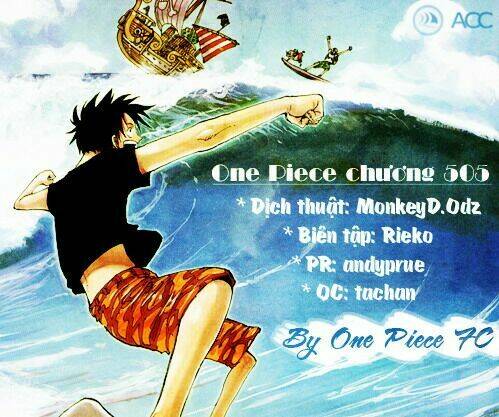 ACC
One Piece chương 505
* Dịch thuật: MonkeyD.Odz
* Biên tập: Rieko
* PR: andyprue
* QC: tachan
By One Piece FC